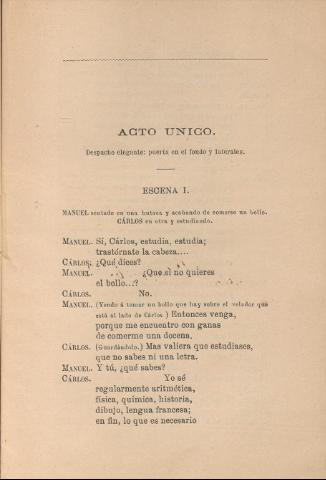 ACTO UNICO.
Despacho elegante: puerta en el fondo y laterales.
ESCENA I.
MANUEL sentado en una butaca y acabando de comerse un bollo.
CÁRLOS en otra y estudiando.
MANUEL. Sí, Cárlos, estudia, estudia;
trastórnate la cabeza....
CÁRLOS. ¿Qué dices?
MANUEL. ¿Que si no quieres
el bollo...?
CÁRLOS. No.
MANUEL. (Yendo á tomar un bollo que hay sobre el velador que
está al lado de Cárlos.) Entonces venga,
porque me encuentro con ganas
de comerme una docena.
CÁRLOS. (Guardándolo.) Mas valiera que estudiases,
que no sabes ni una letra.
MANUEL. Y tú, ¿qué sabes?
CÁRLOS. Yo sé
regularmente aritmética,
física, química, historia,
dibujo, lengua francesa;
en fin, lo que es necesario